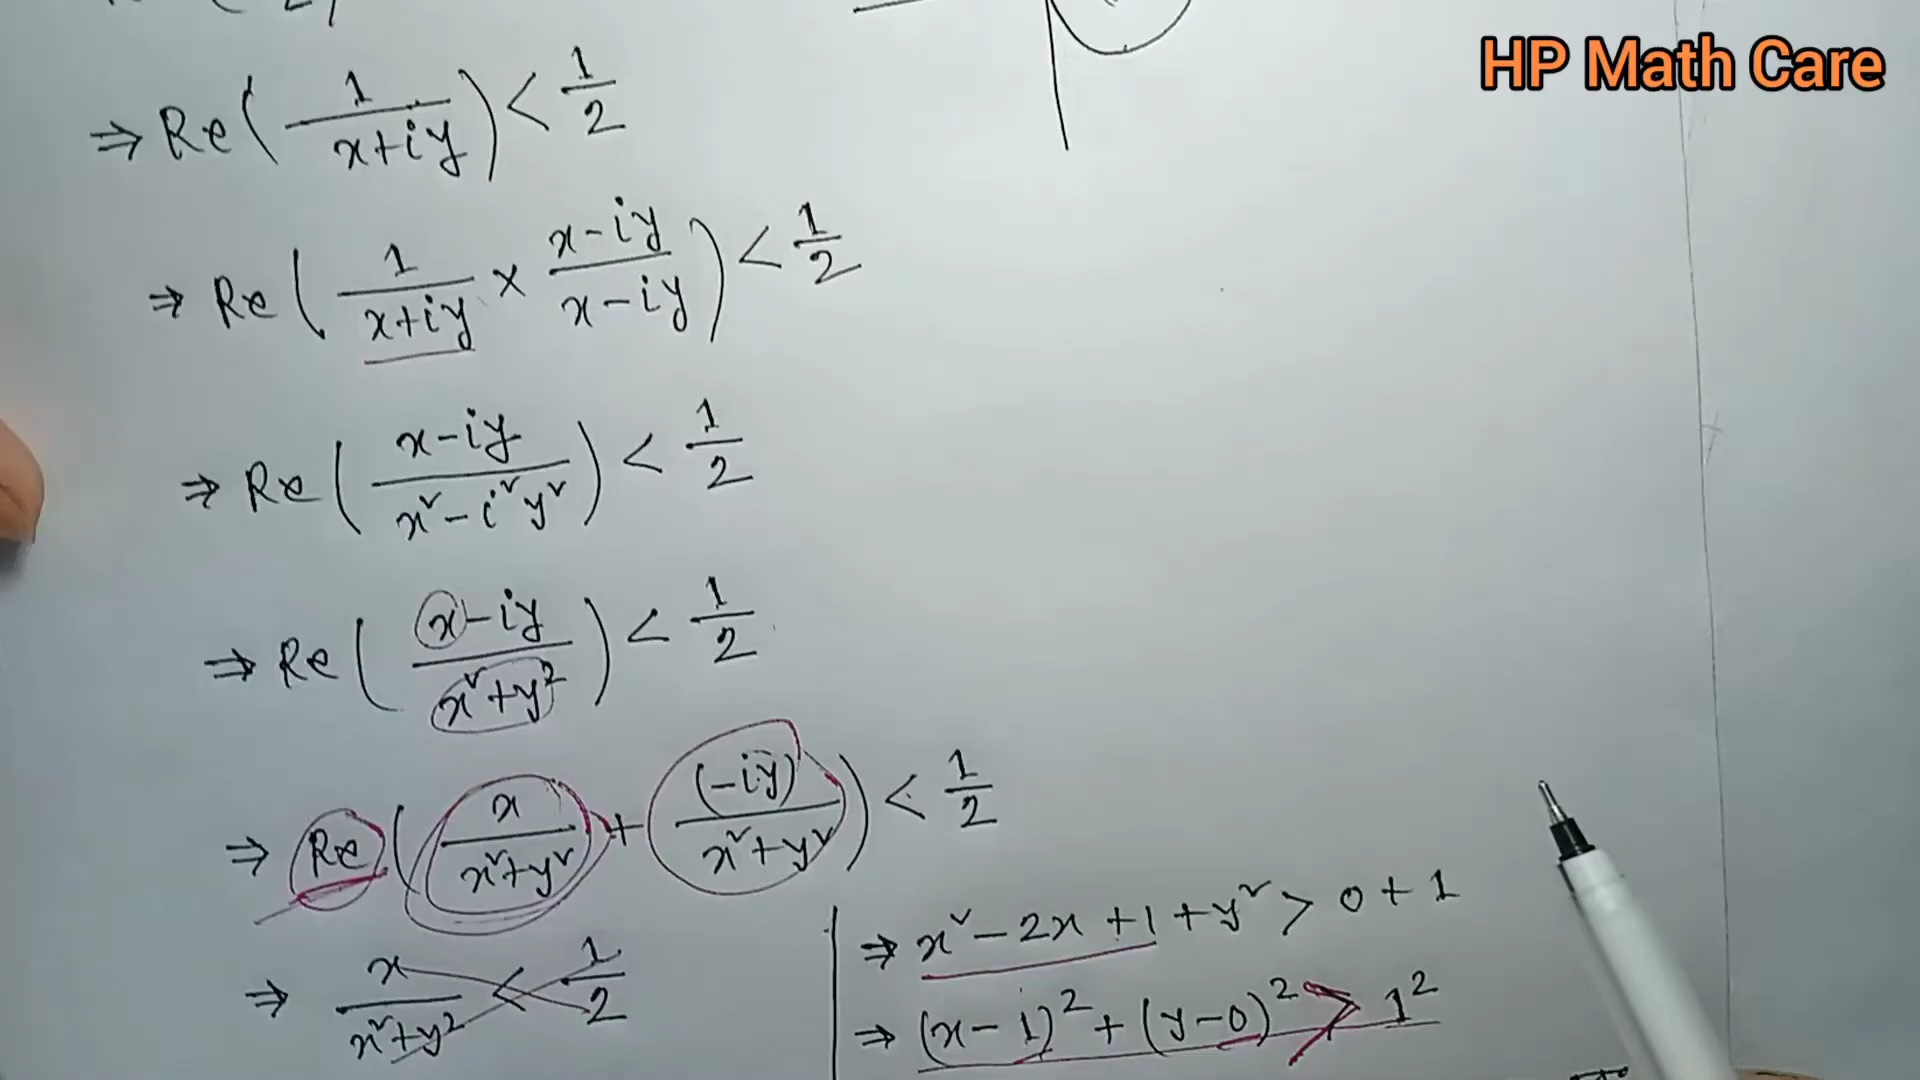 HP Math Care
⇒ Re(1/(x+iy)) < 1/2
⇒ Re(1/(x+iy) × (x-iy)/(x-iy)) < 1/2
⇒ Re((x-iy)/(x²-i²y²)) < 1/2
⇒ Re((x-iy)/(x²+y²)) < 1/2
⇒ Re(x/(x²+y²) + (-iy)/(x²+y²)) < 1/2
⇒ x/(x²+y²) < 1/2
⇒ x²-2x+1+y² > 0+1
⇒ (x-1)²+(y-0)² > 1²